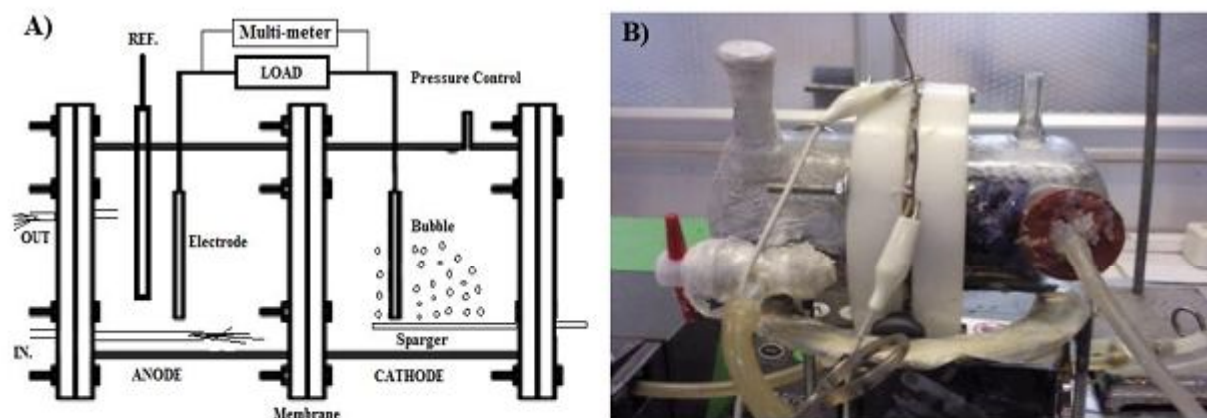 A)
Multi-meter
REF.
LOAD
Pressure Control
OUT
Electrode
Bubble
IN.
Sparger
ANODE
CATHODE
Membrane
B)